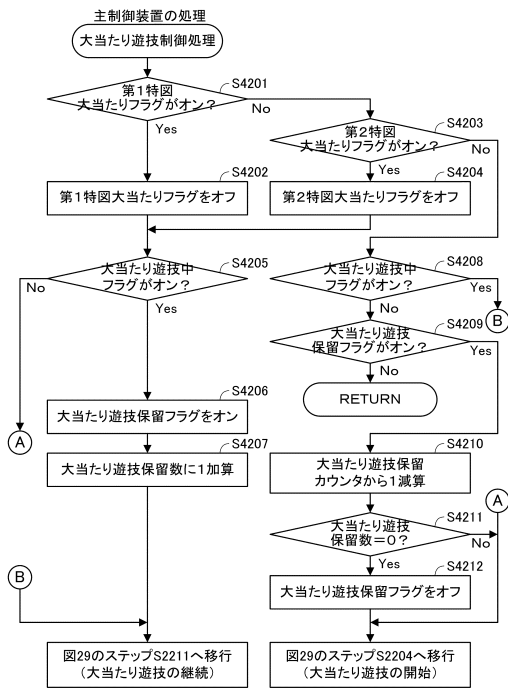 主制御装置の処理
大当たり遊技制御処理
S4201
第1特図
大当たりフラグがオン？
No
Yes
S4203
第2特図
大当たりフラグがオン？
No
Yes
S4202
第1特図大当たりフラグをオフ
S4204
第2特図大当たりフラグをオフ
S4205
大当たり遊技中
フラグがオン？
No
Yes
S4208
大当たり遊技中
フラグがオン？
Yes
No
B
S4209
大当たり遊技
保留フラグがオン？
Yes
No
RETURN
S4206
大当たり遊技保留フラグをオン
A
S4207
大当たり遊技保留数に1加算
S4210
大当たり遊技保留
カウンタから1減算
A
S4211
大当たり遊技
保留数＝0？
No
Yes
S4212
大当たり遊技保留フラグをオフ
B
図29のステップS2211へ移行
（大当たり遊技の継続）
図29のステップS2204へ移行
（大当たり遊技の開始）